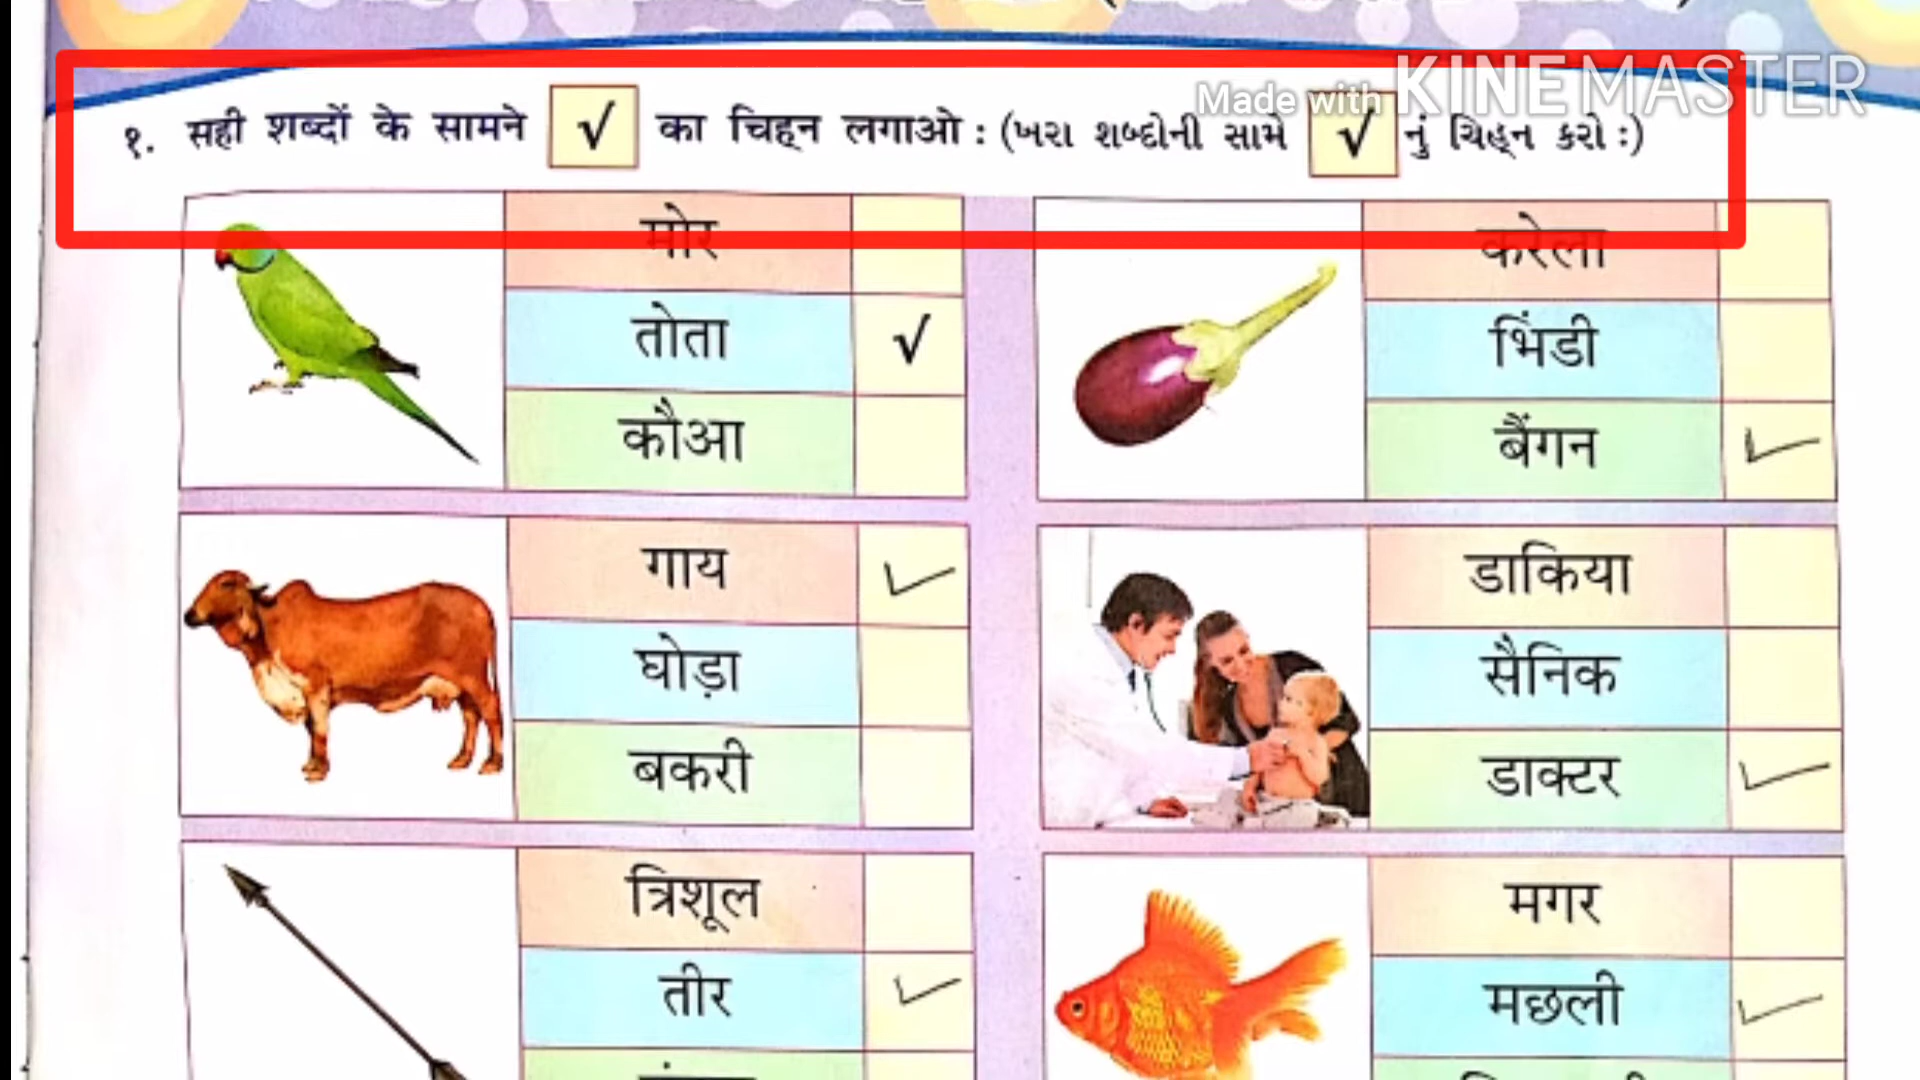 Made with KINEMASTER
१. सही शब्दों के सामने √ का चिह्न लगाओ : (ખરા શબ્દોની સામે √ નું ચિહ્ન કરો :)
मोर
तोता √
कौआ
करेला
भिंडी
बैंगन ✓
गाय ✓
घोड़ा
बकरी
डाकिया
सैनिक
डाक्टर ✓
त्रिशूल
तीर ✓
मगर
मछली ✓